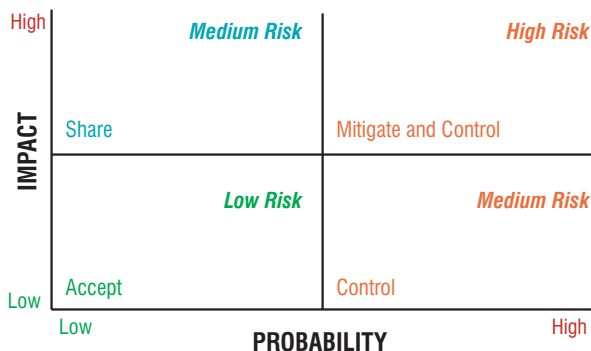 High
Medium Risk
High Risk
IMPACT
Share
Mitigate and Control
Low Risk
Medium Risk
Low
Accept
Control
Low
PROBABILITY
High